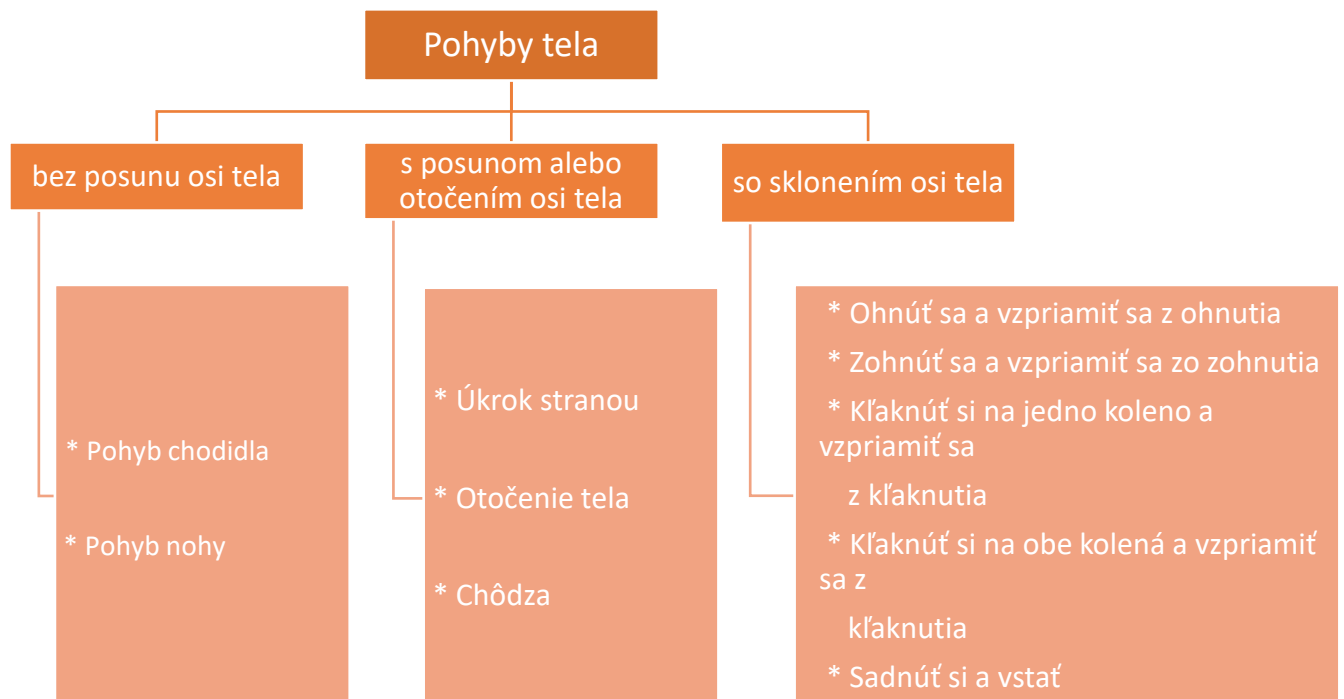 Pohyby tela
bez posunu osi tela
s posunom alebo
otočením osi tela
so sklonením osi tela
* Pohyb chodidla
* Pohyb nohy
* Úkrok stranou
* Otočenie tela
* Chôdza
* Ohnúť sa a vzpriamiť sa z ohnutia
* Zohnúť sa a vzpriamiť sa zo zohnutia
* Kľaknúť si na jedno koleno a
vzpriamiť sa
z kľaknutia
* Kľaknúť si na obe kolená a vzpriamiť
sa z
kľaknutia
* Sadnúť si a vstať